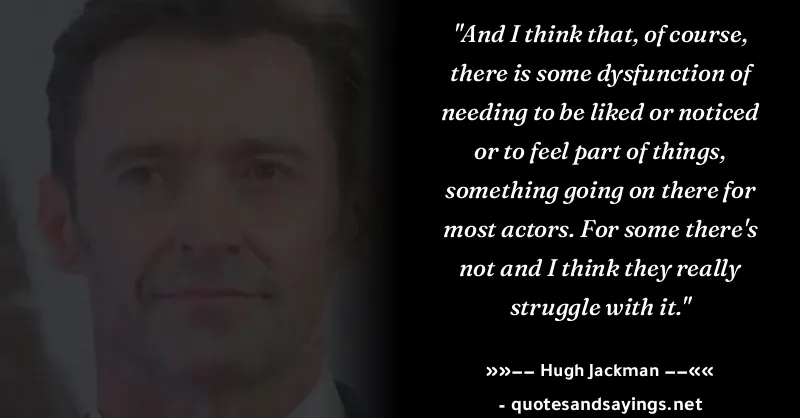 "And I think that, of course,
there is some dysfunction of
needing to be liked or noticed
or to feel part of things,
something going on there for
most actors. For some there's
not and I think they really
struggle with it."
»»–– Hugh Jackman ––««
- quotesandsayings.net